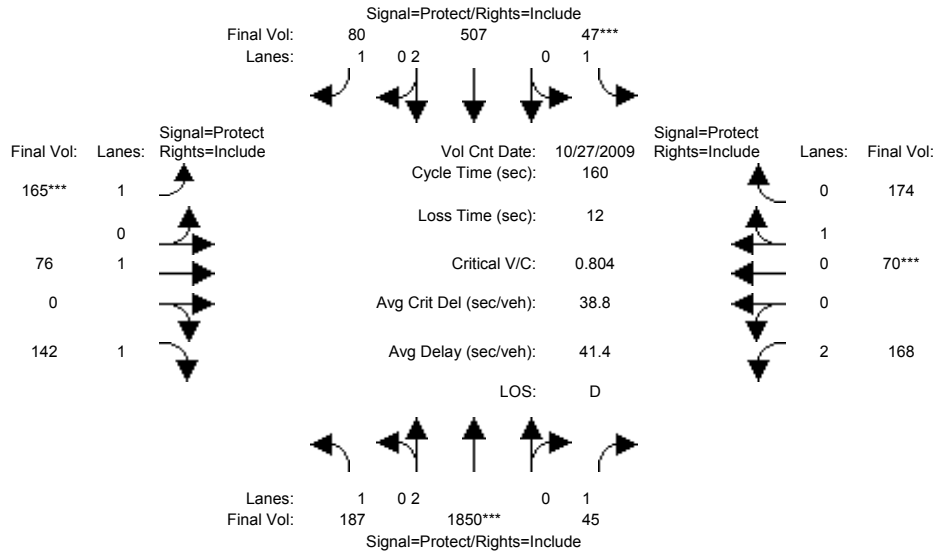 Signal=Protect/Rights=Include
Final Vol: 80 507 47***
Lanes: 1 0 2 0 1
Signal=Protect Signal=Protect
Final Vol: Lanes: Rights=Include Vol Cnt Date: 10/27/2009 Rights=Include Lanes: Final Vol:
Cycle Time (sec): 160
165*** 1 0 174
Loss Time (sec): 12
0 1
76 1 Critical V/C: 0.804 0 70***
0 Avg Crit Del (sec/veh): 38.8 0
142 1 Avg Delay (sec/veh): 41.4 2 168
LOS: D
Lanes: 1 0 2 0 1
Final Vol: 187 1850*** 45
Signal=Protect/Rights=Include